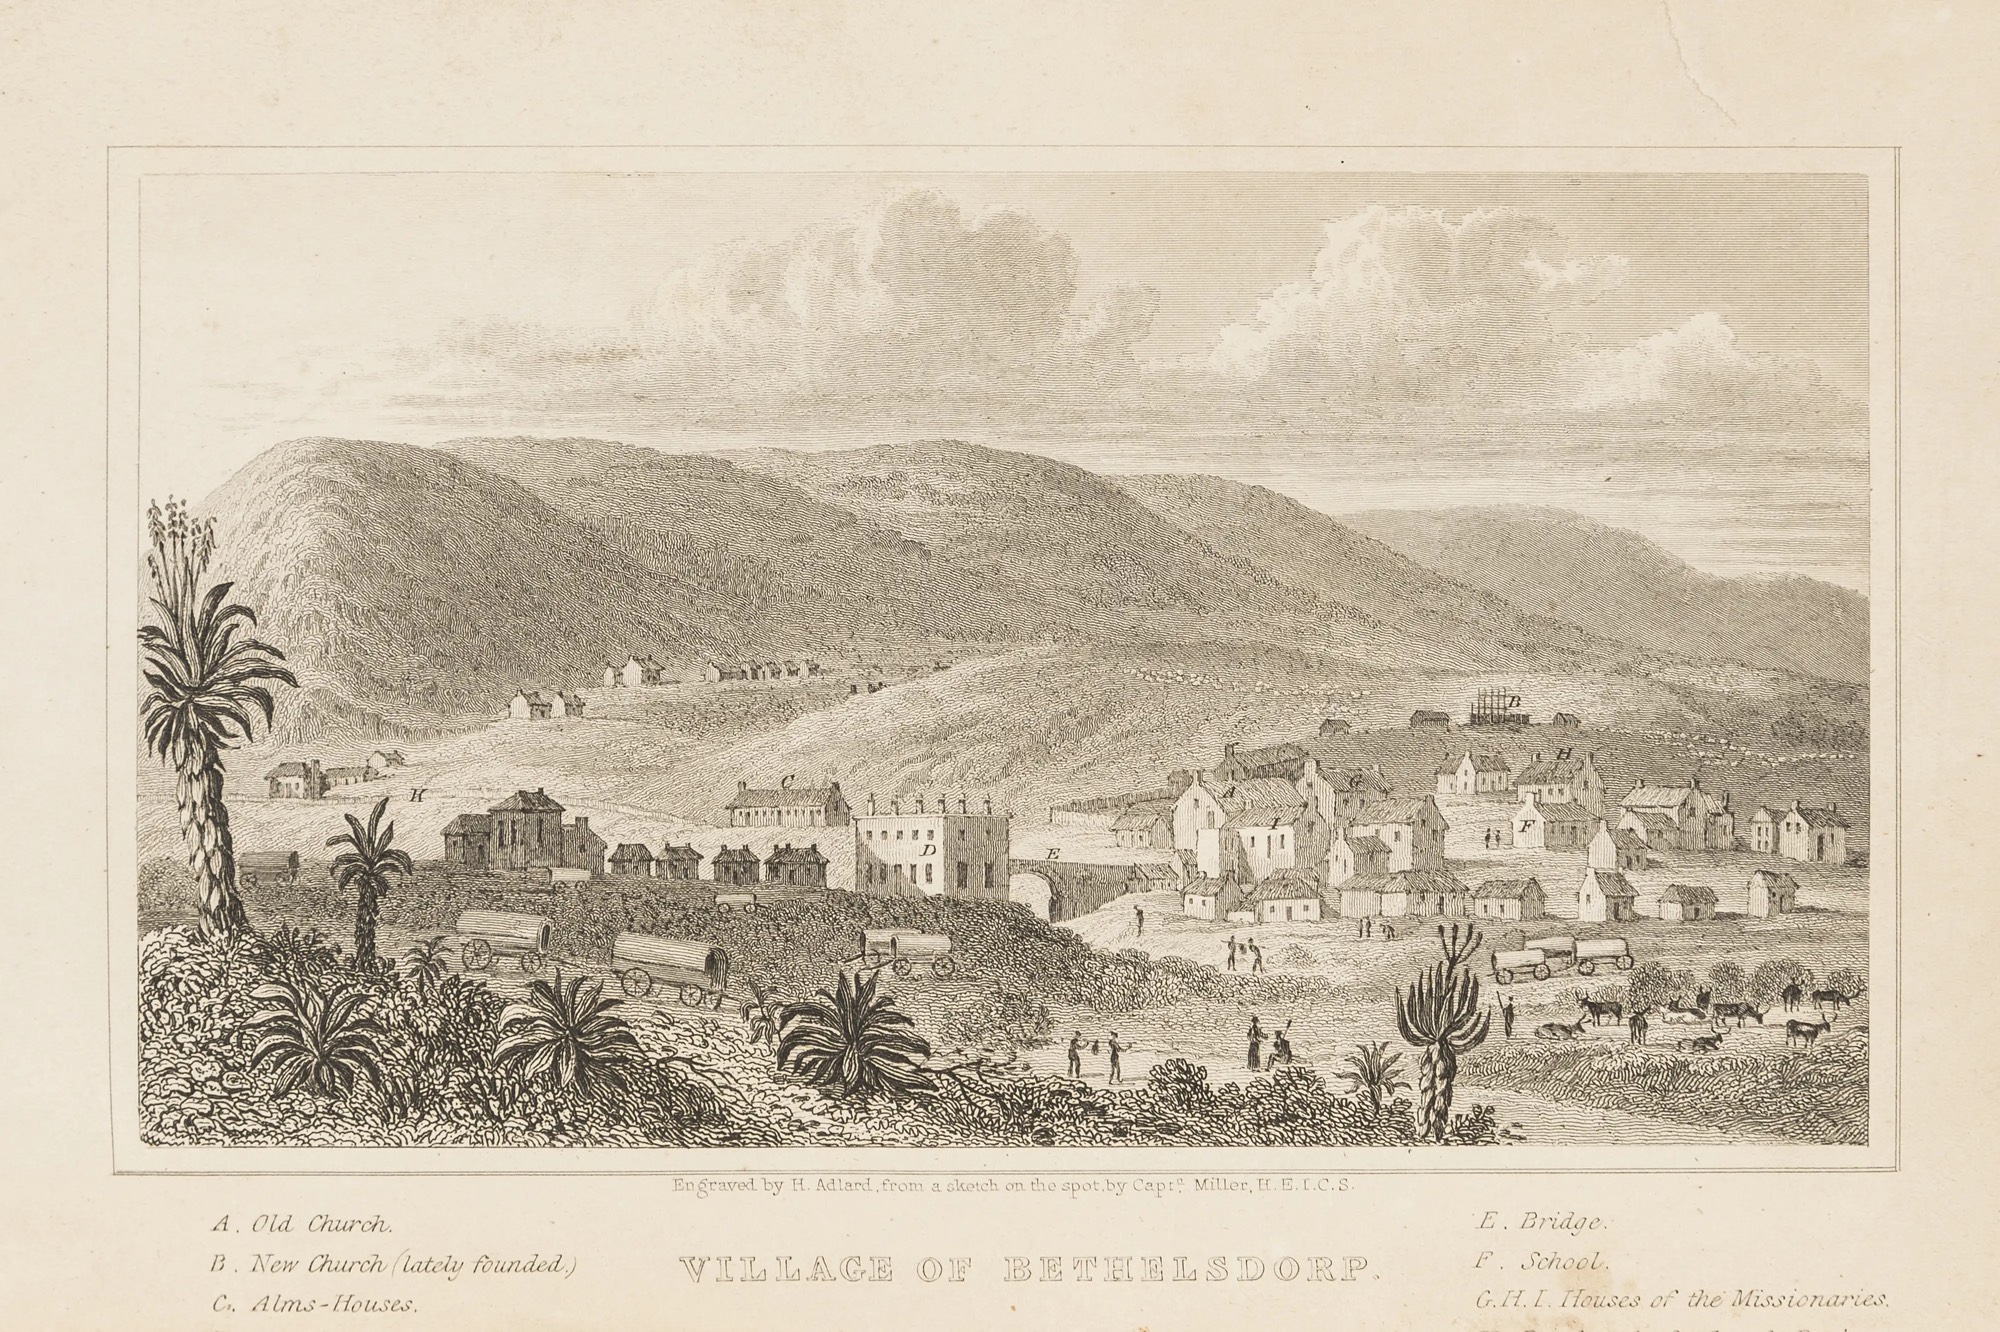 K
C
D
E
A
I
G
H
F
B
Engraved by H. Adlard, from a sketch on the spot, by Captn. Miller, H.E.I.C.S.
VILLAGE OF BETHELSDORP.
A. Old Church.
B. New Church (lately founded.)
C. Alms-Houses.
E. Bridge.
F. School.
G.H.I. Houses of the Missionaries.